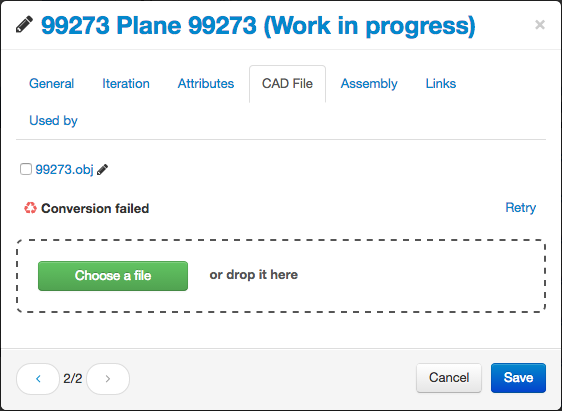 99273 Plane 99273 (Work in progress) ×
General Iteration Attributes CAD File Assembly Links
Used by
99273.obj
Conversion failed Retry
Choose a file or drop it here
2/2 Cancel Save